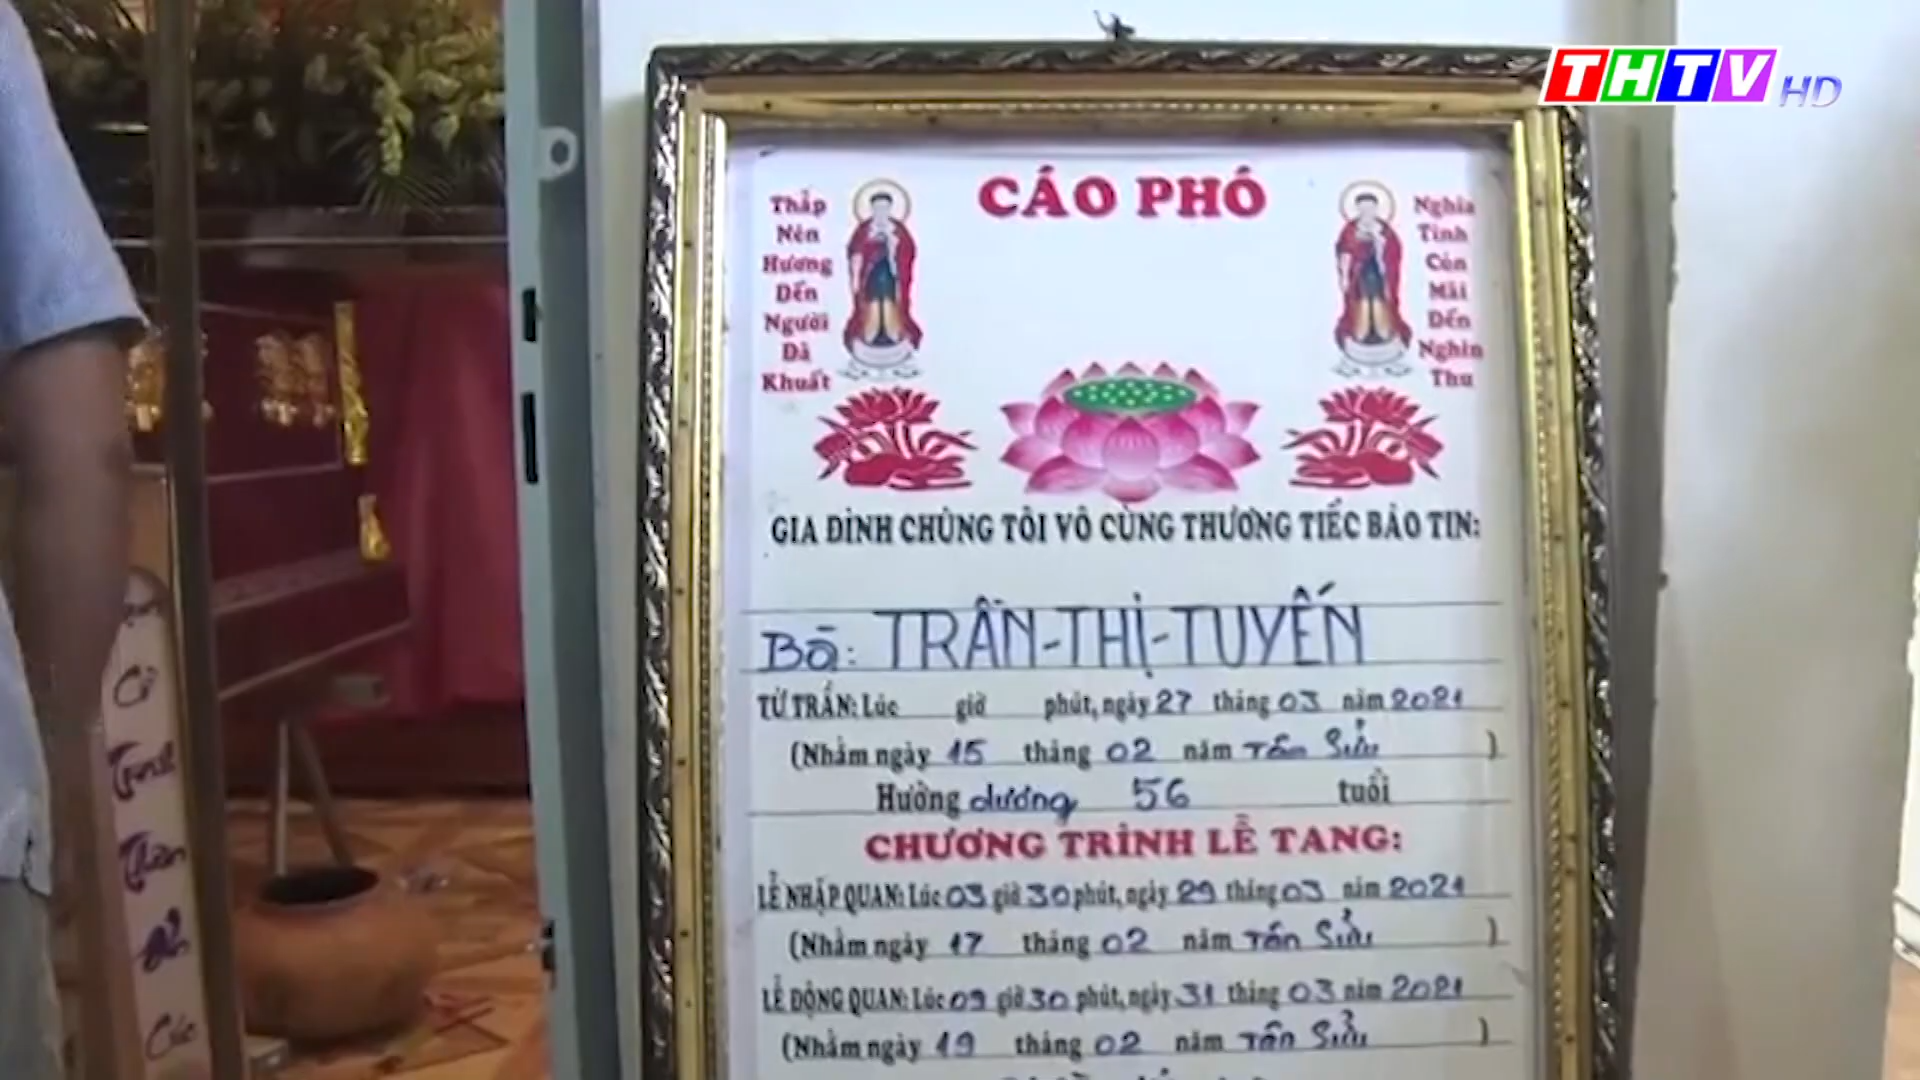 THTV HD
CÁO PHÓ
Thắp
Nén
Hương
Đến
Người
Đã
Khuất
Nghĩa
Tình
Còn
Mãi
Đến
Nghìn
Thu
GIA ĐÌNH CHÚNG TÔI VÔ CÙNG THƯƠNG TIẾC BÁO TIN:
Bà: TRẦN-THỊ-TUYẾN
TỪ TRẦN: Lúc giờ phút, ngày 27 tháng 03 năm 2021
(Nhằm ngày 15 tháng 02 năm Tân Sửu )
Hưởng dương 56 tuổi
CHƯƠNG TRÌNH LỄ TANG:
LỄ NHẬP QUAN: Lúc 03 giờ 30 phút, ngày 29 tháng 03 năm 2021
(Nhằm ngày 17 tháng 02 năm Tân Sửu )
LỄ ĐỘNG QUAN: Lúc 09 giờ 30 phút, ngày 31 tháng 03 năm 2021
(Nhằm ngày 19 tháng 02 năm Tân Sửu )